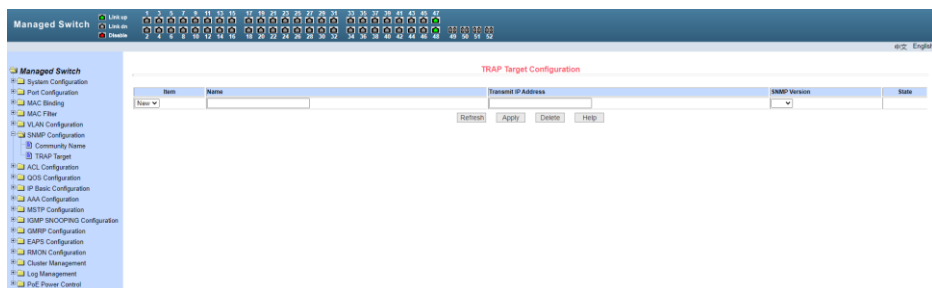 Managed Switch
Link up
Link on
Disable
1 3 5 7 9 11 13 15 17 19 21 23 25 27 29 31 33 35 37 39 41 43 45 47
2 4 6 8 10 12 14 16 18 20 22 24 26 28 30 32 34 36 38 40 42 44 46 48 49 50 51 52
中文 English
Managed Switch
System Configuration
Port Configuration
MAC Binding
MAC Filter
VLAN Configuration
SNMP Configuration
Community Name
TRAP Target
ACL Configuration
QOS Configuration
IP Basic Configuration
AAA Configuration
MSTP Configuration
IGMP SNOOPING Configuration
GMRP Configuration
EAPS Configuration
RMON Configuration
Cluster Management
Log Management
PoE Power Control
TRAP Target Configuration
Item Name Transmit IP Address SNMP Version State
New
Refresh Apply Delete Help